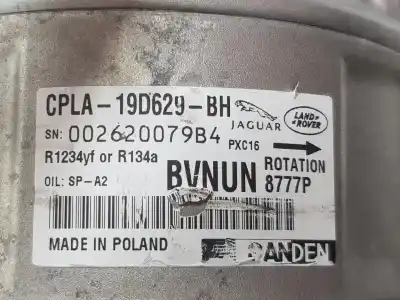 CPLA-19D629-BH
JAGUAR
LAND ROVER
SN: 002620079B4
PXC16
R1234yf or R134a
ROTATION
OIL: SP-A2
BVNUN
8777P
MADE IN POLAND